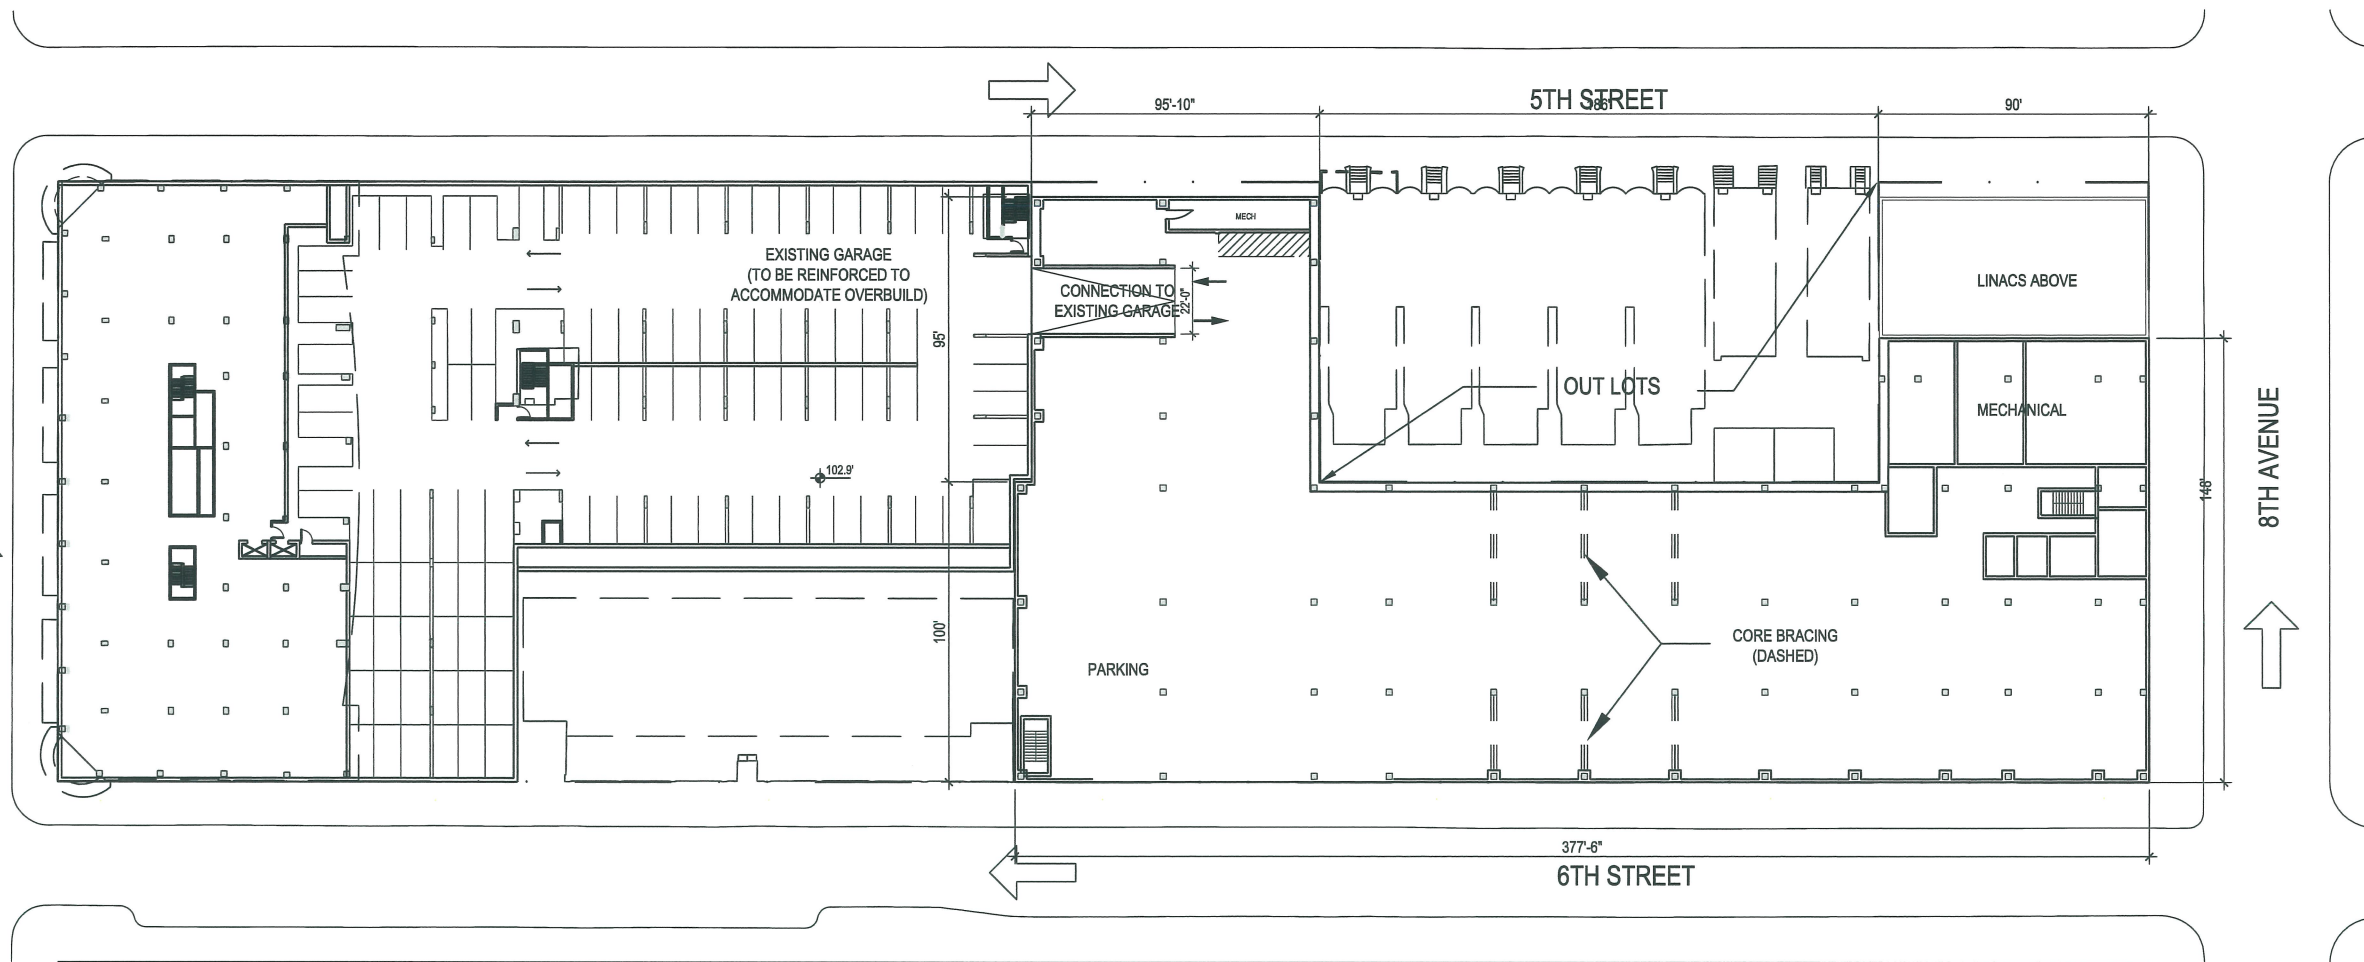 5TH STREET
95'-10"
186'
90'
MECH
EXISTING GARAGE
(TO BE REINFORCED TO
ACCOMMODATE OVERBUILD)
CONNECTION TO
EXISTING GARAGE
22'-0"
LINACS ABOVE
95'
OUT LOTS
MECHANICAL
8TH AVENUE
102.9'
148'
100'
CORE BRACING
(DASHED)
PARKING
377'-6"
6TH STREET